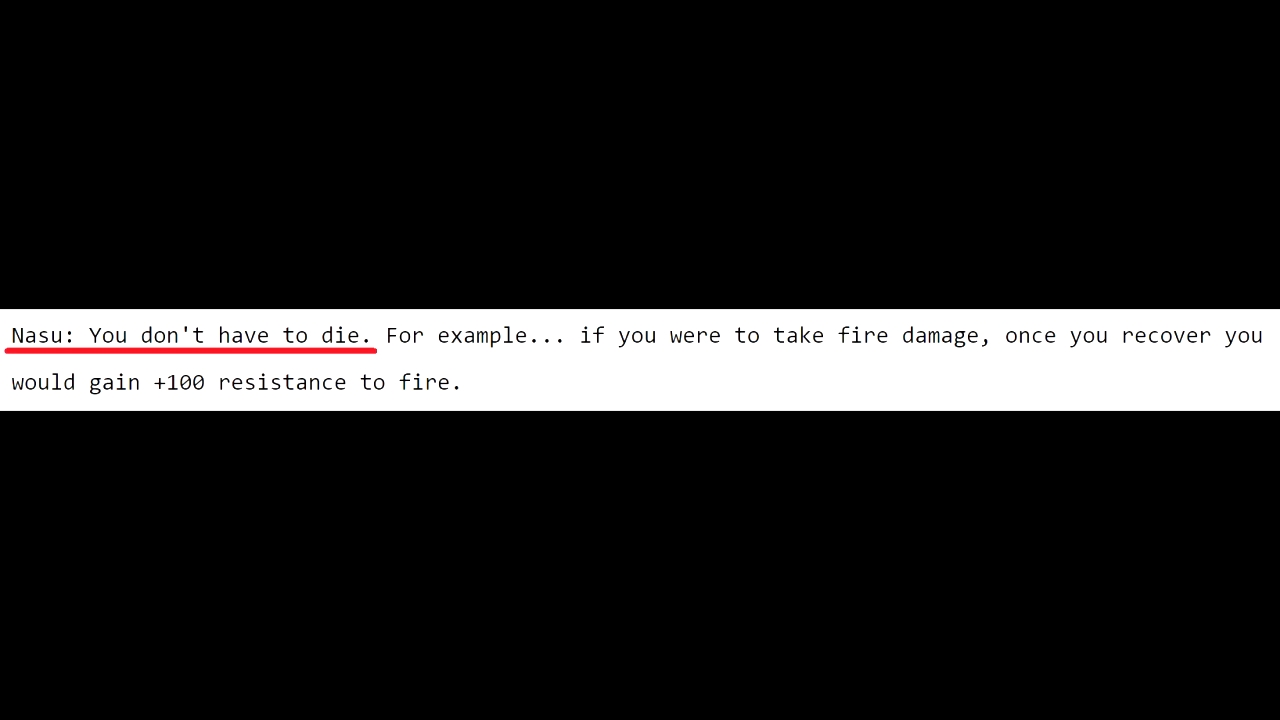 Nasu: You don't have to die. For example... if you were to take fire damage, once you recover you
would gain +100 resistance to fire.